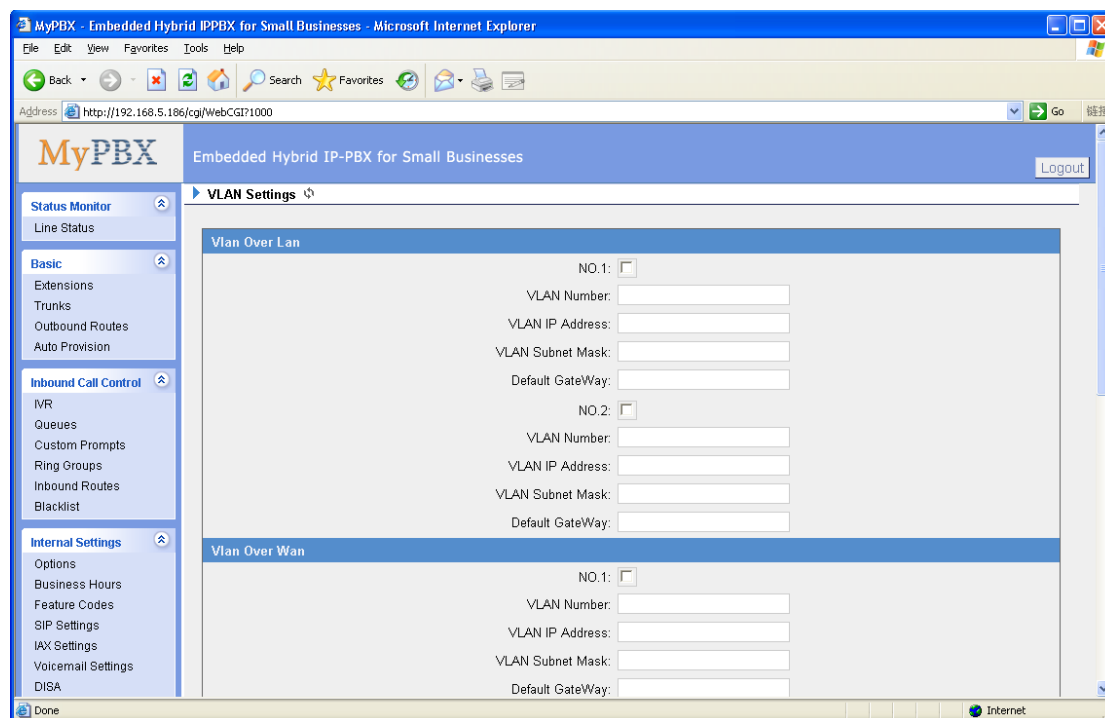 MyPBX - Embedded Hybrid IPPBX for Small Businesses - Microsoft Internet Explorer
File Edit View Favorites Tools Help
Back Search Favorites
Address http://192.168.5.186/cgi/WebCGI?1000 Go 链接
MyPBX
Embedded Hybrid IP-PBX for Small Businesses
Logout
Status Monitor
Line Status
Basic
Extensions
Trunks
Outbound Routes
Auto Provision
Inbound Call Control
IVR
Queues
Custom Prompts
Ring Groups
Inbound Routes
Blacklist
Internal Settings
Options
Business Hours
Feature Codes
SIP Settings
IAX Settings
Voicemail Settings
DISA
VLAN Settings
Vlan Over Lan
NO.1:
VLAN Number:
VLAN IP Address:
VLAN Subnet Mask:
Default GateWay:
NO.2:
VLAN Number:
VLAN IP Address:
VLAN Subnet Mask:
Default GateWay:
Vlan Over Wan
NO.1:
VLAN Number:
VLAN IP Address:
VLAN Subnet Mask:
Default GateWay:
Done Internet